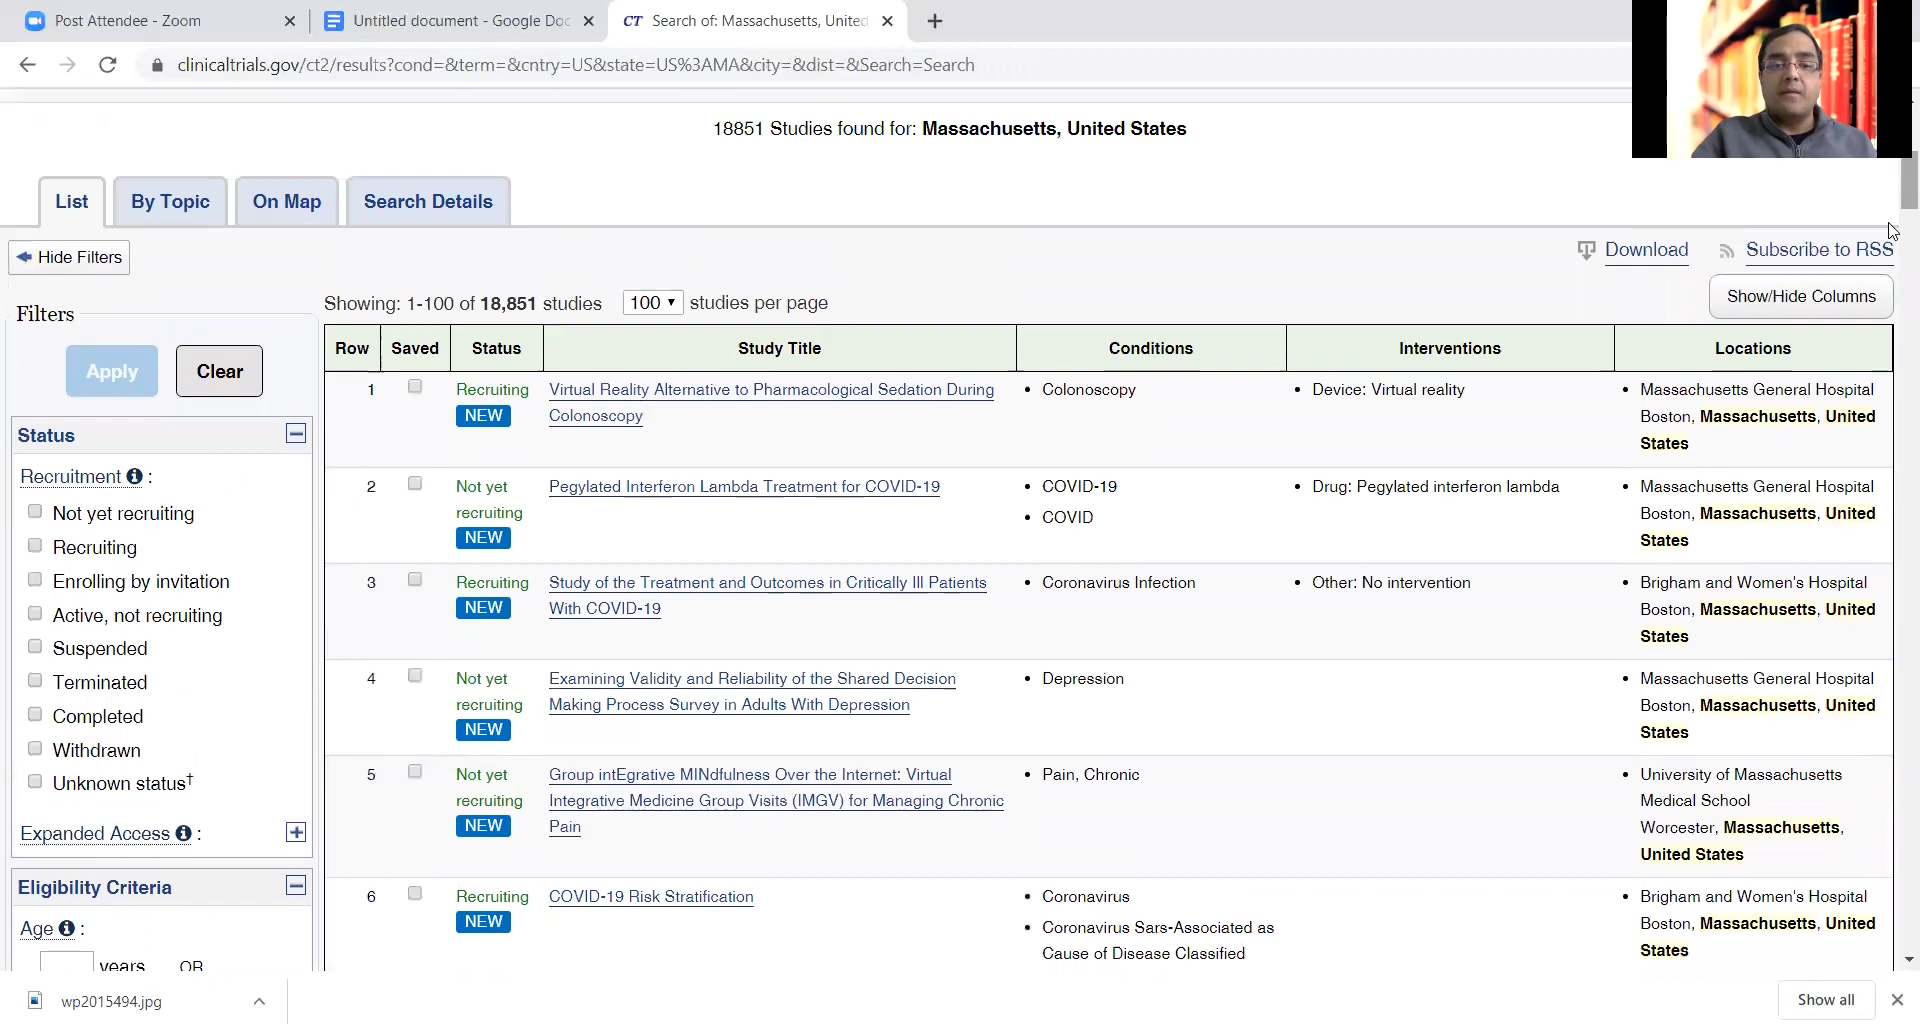 Post Attendee - Zoom
Untitled document - Google Doc
CT Search of: Massachusetts, United
clinicaltrials.gov/ct2/results?cond=&term=&cntry=US&state=US%3AMA&city=&dist=&Search=Search
18851 Studies found for: Massachusetts, United States
List By Topic On Map Search Details
Hide Filters
Download Subscribe to RSS
Showing: 1-100 of 18,851 studies 100 studies per page
Show/Hide Columns
Filters
Apply Clear
Status
Recruitment :
Not yet recruiting
Recruiting
Enrolling by invitation
Active, not recruiting
Suspended
Terminated
Completed
Withdrawn
Unknown status†
Expanded Access :
Eligibility Criteria
Age :
years OR
Row Saved Status Study Title Conditions Interventions Locations
1 Recruiting Virtual Reality Alternative to Pharmacological Sedation During • Colonoscopy • Device: Virtual reality • Massachusetts General Hospital
NEW Colonoscopy Boston, Massachusetts, United
States
2 Not yet Pegylated Interferon Lambda Treatment for COVID-19 • COVID-19 • Drug: Pegylated interferon lambda • Massachusetts General Hospital
recruiting • COVID Boston, Massachusetts, United
NEW States
3 Recruiting Study of the Treatment and Outcomes in Critically Ill Patients • Coronavirus Infection • Other: No intervention • Brigham and Women's Hospital
NEW With COVID-19 Boston, Massachusetts, United
States
4 Not yet Examining Validity and Reliability of the Shared Decision • Depression • Massachusetts General Hospital
recruiting Making Process Survey in Adults With Depression Boston, Massachusetts, United
NEW States
5 Not yet Group intEgrative MINdfulness Over the Internet: Virtual • Pain, Chronic • University of Massachusetts
recruiting Integrative Medicine Group Visits (IMGV) for Managing Chronic Medical School
NEW Pain Worcester, Massachusetts,
United States
6 Recruiting COVID-19 Risk Stratification • Coronavirus • Brigham and Women's Hospital
NEW • Coronavirus Sars-Associated as Boston, Massachusetts, United
Cause of Disease Classified States
wp2015494.jpg
Show all